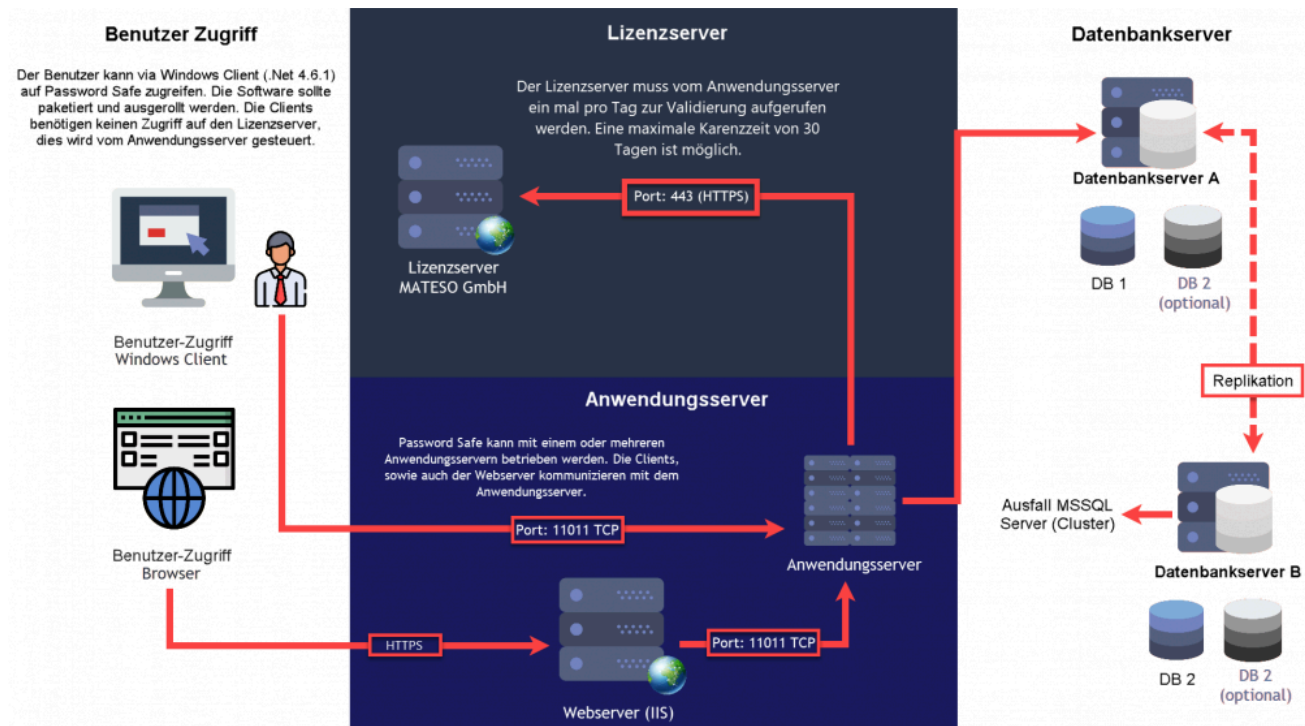 Benutzer Zugriff
Der Benutzer kann via Windows Client (.Net 4.6.1)
auf Password Safe zugreifen. Die Software sollte
paketiert und ausgerollt werden. Die Clients
benötigen keinen Zugriff auf den Lizenzserver,
dies wird vom Anwendungsserver gesteuert.
Benutzer-Zugriff
Windows Client
Benutzer-Zugriff
Browser
Lizenzserver
Der Lizenzserver muss vom Anwendungsserver
ein mal pro Tag zur Validierung aufgerufen
werden. Eine maximale Karenzzeit von 30
Tagen ist möglich.
Port: 443 (HTTPS)
Lizenzserver
MATESO GmbH
Anwendungsserver
Password Safe kann mit einem oder mehreren
Anwendungsservern betrieben werden. Die Clients,
sowie auch der Webserver kommunizieren mit dem
Anwendungsserver.
Port: 11011 TCP
Anwendungsserver
HTTPS
Port: 11011 TCP
Webserver (IIS)
Datenbankserver
Datenbankserver A
DB 1
DB 2
(optional)
Replikation
Ausfall MSSQL
Server (Cluster)
Datenbankserver B
DB 2
DB 2
(optional)